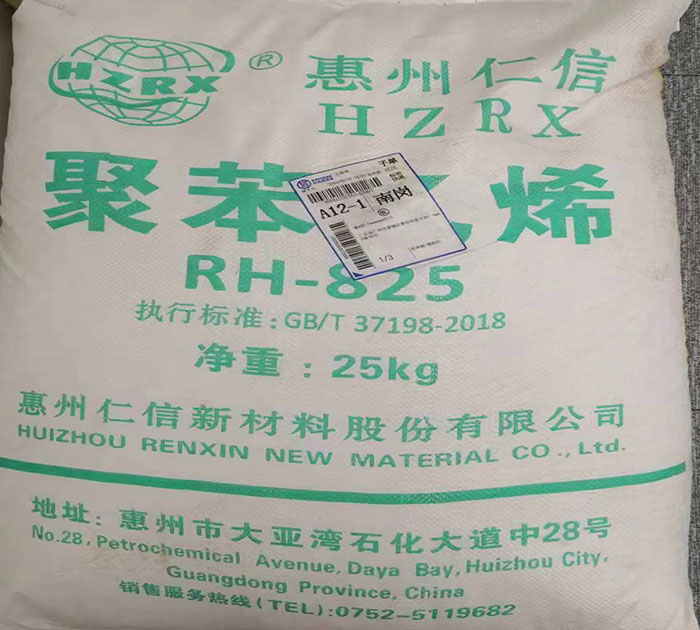 HZRX ® 惠州仁信
HZRX
聚苯 烯
子单
A12-1 南岗
1/3
RH-825
执行标准:GB/T 37198-2018
净重:25kg
惠州仁信新材料股份有限公司
HUIZHOU RENXIN NEW MATERIAL CO.,Ltd.
地址:惠州市大亚湾石化大道中28号
No.28,Petrochemical Avenue,Daya Bay,Huizhou City,
Guangdong Province,China
销售服务热线(TEL):0752-5119682